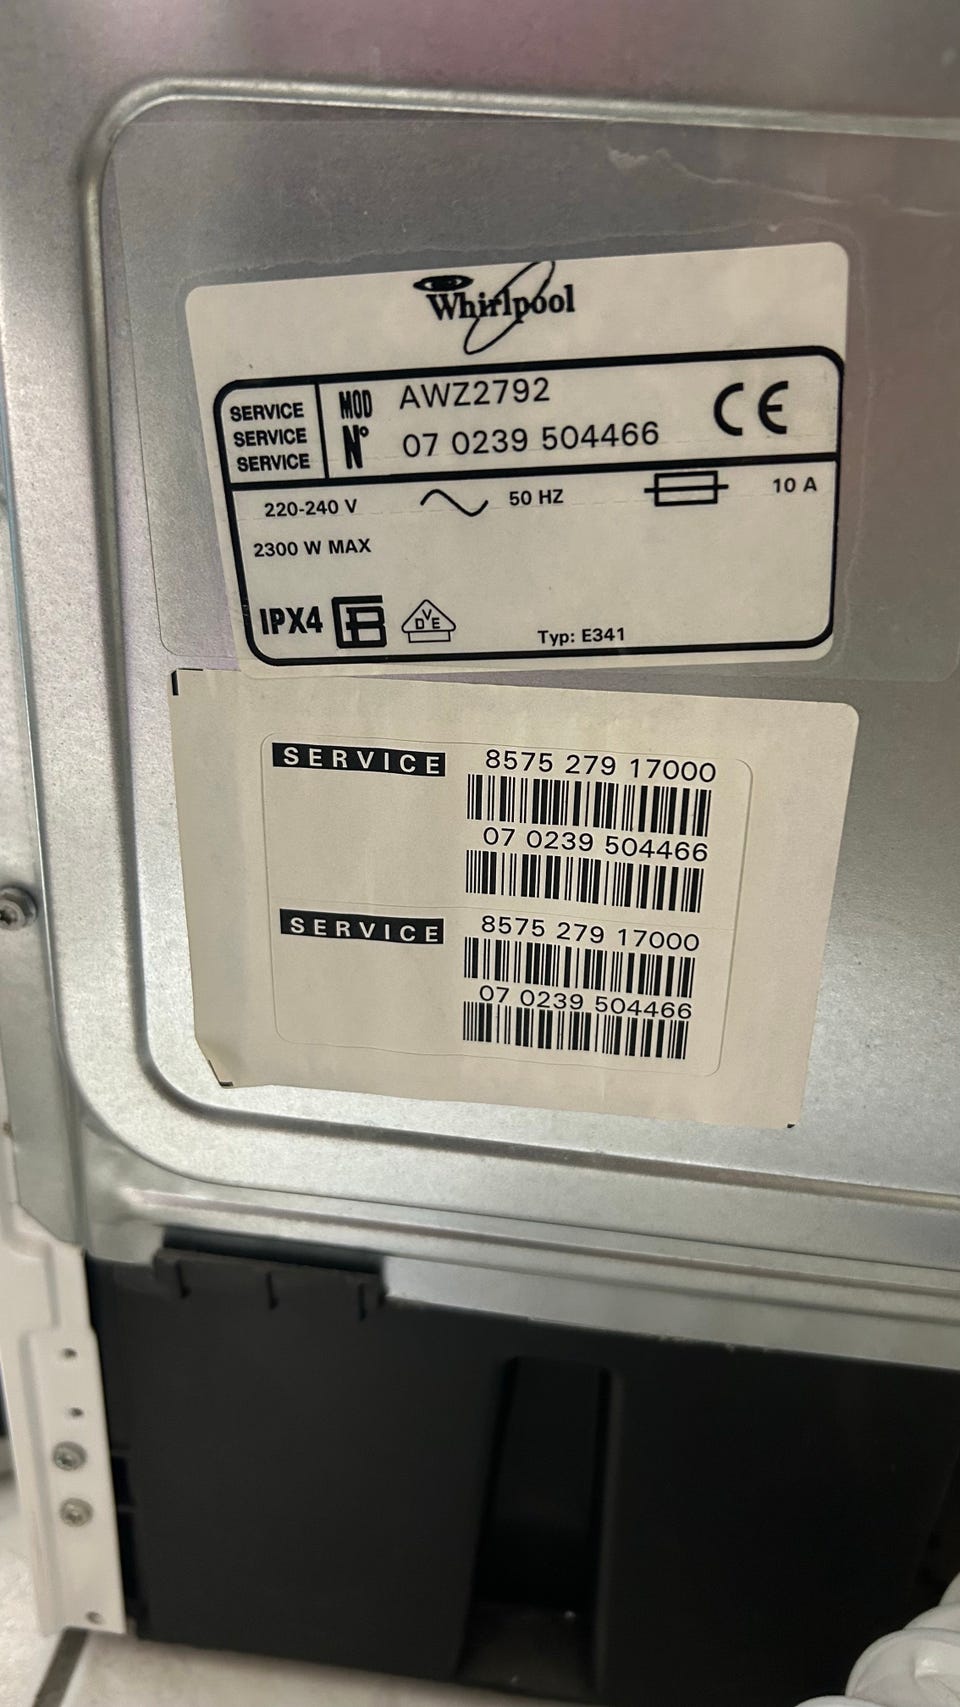 Whirlpool
SERVICE MOD AWZ2792 CE
SERVICE
SERVICE N° 07 0239 504466
220-240 V 50 HZ 10 A
2300 W MAX
IPX4 DVE
Typ: E341
SERVICE 8575 279 17000
07 0239 504466
SERVICE 8575 279 17000
07 0239 504466